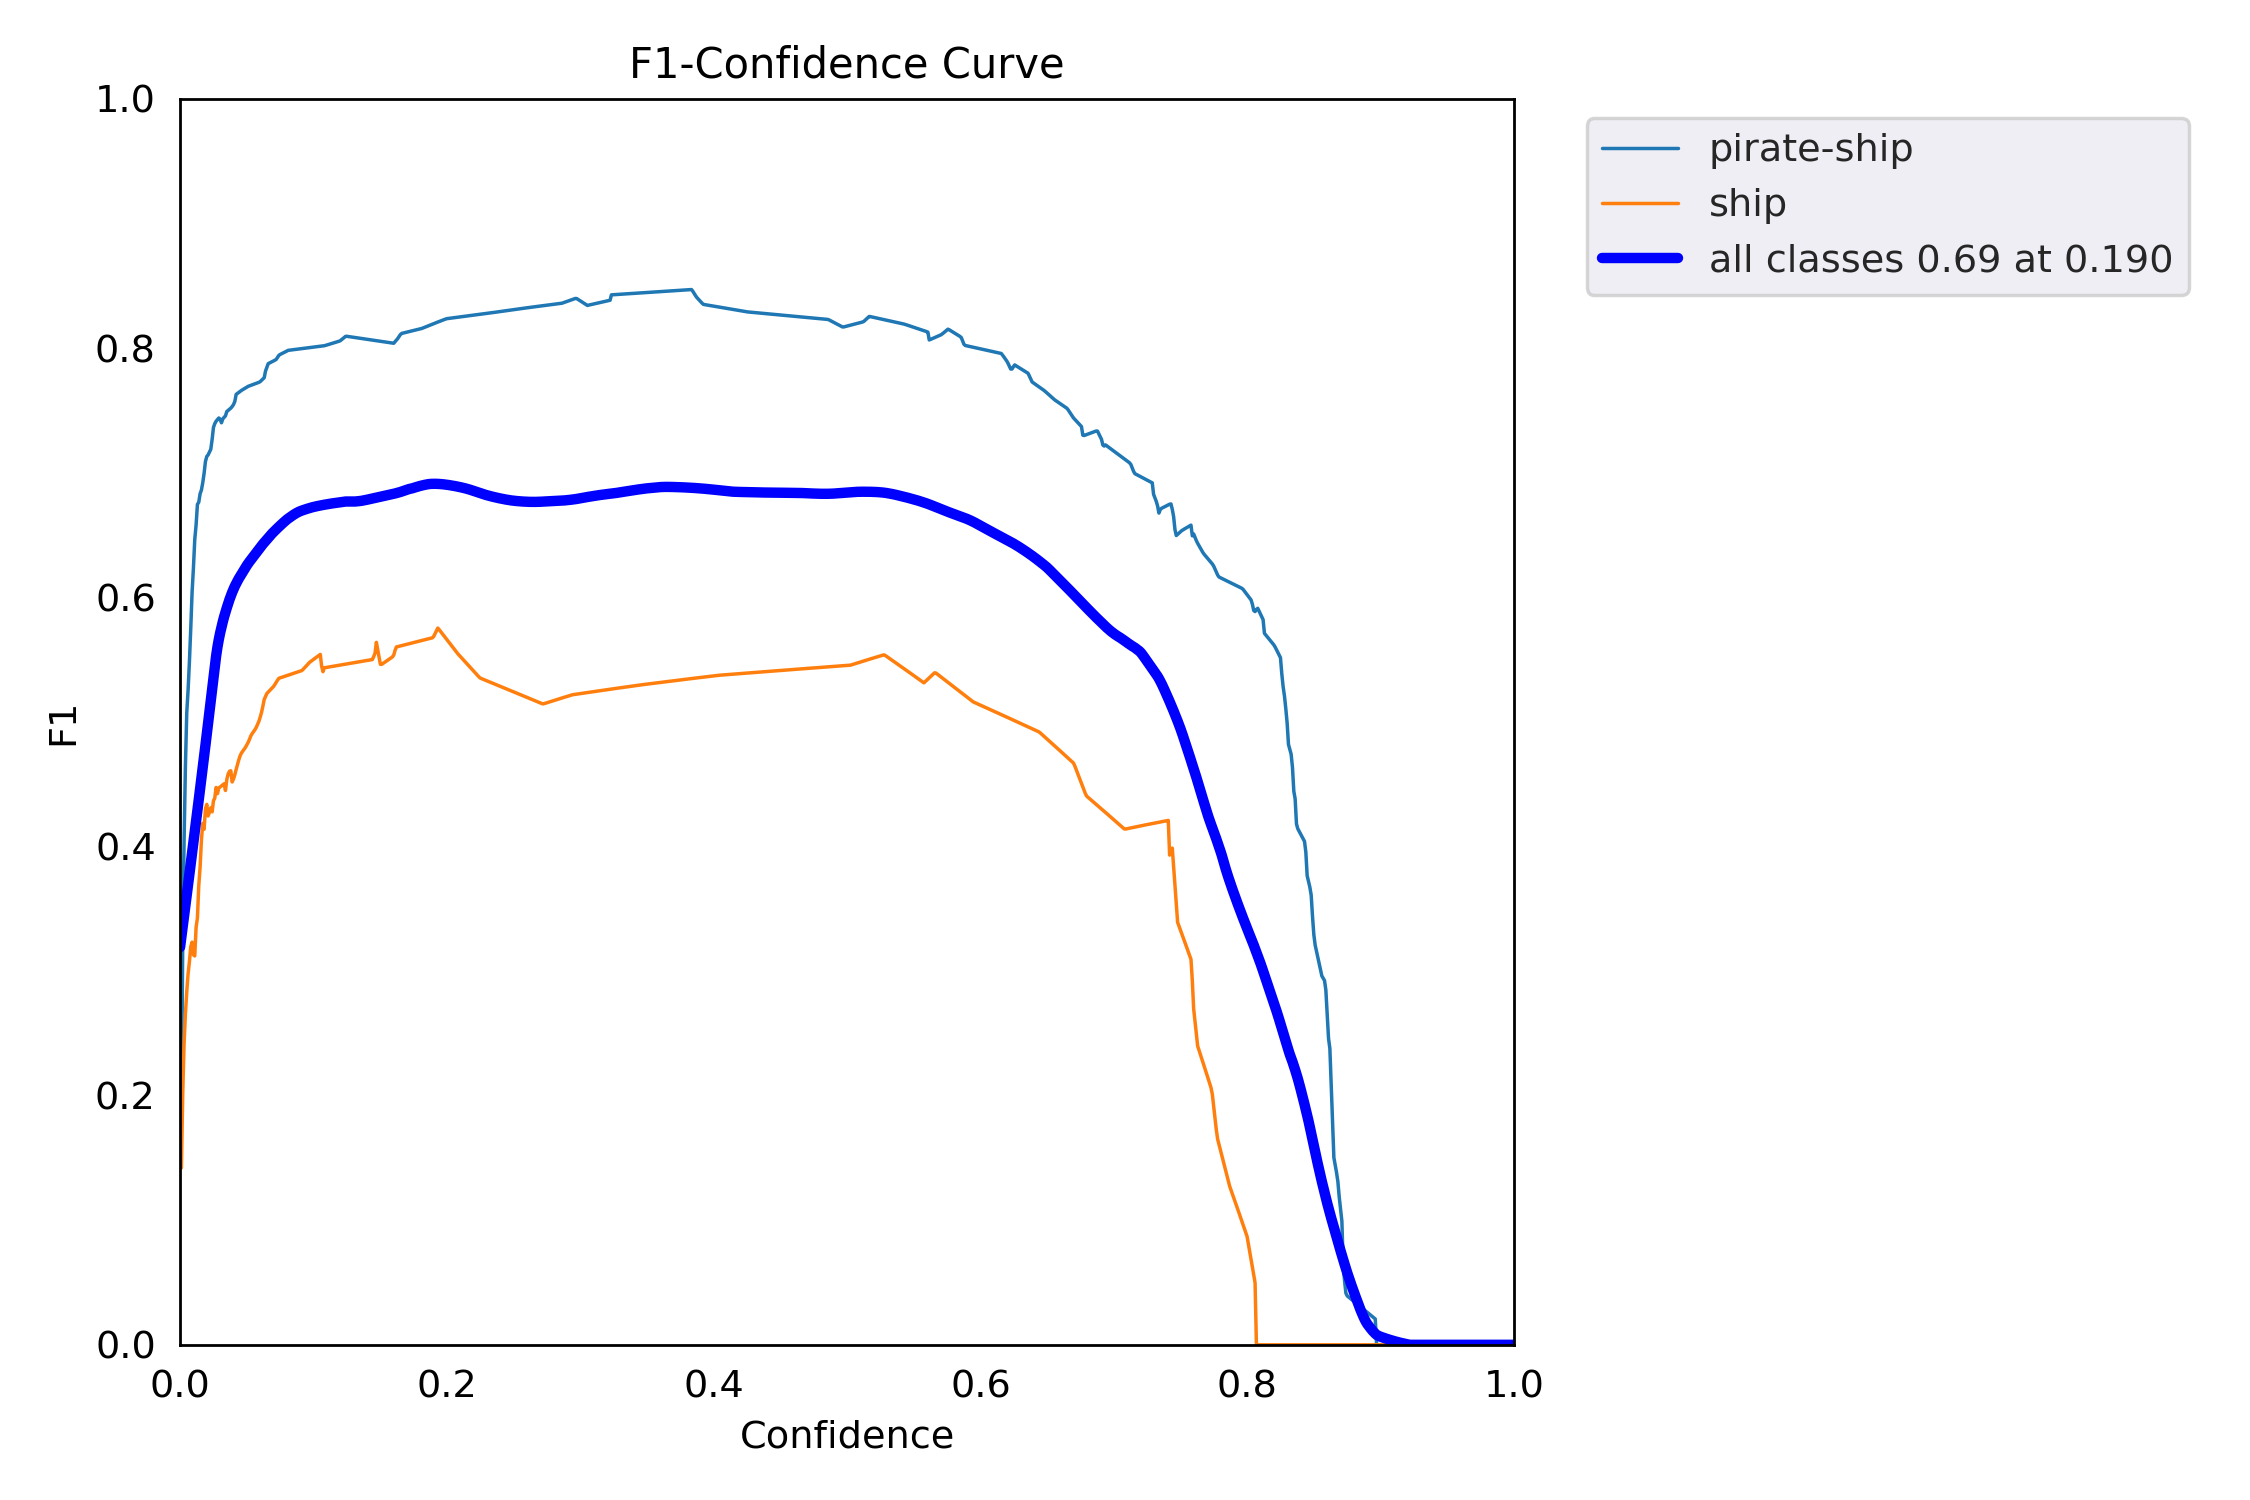 F1-Confidence Curve
pirate-ship
ship
all classes 0.69 at 0.190
1.0
0.8
0.6
0.4
0.2
0.0
F1
0.0 0.2 0.4 0.6 0.8 1.0
Confidence